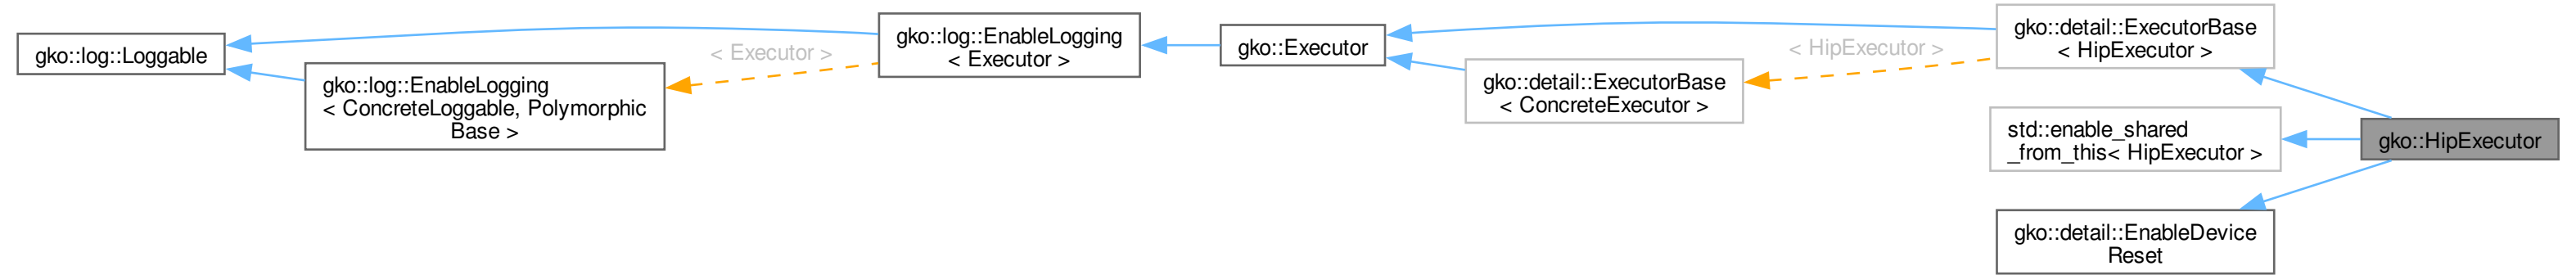 gko::log::Loggable
gko::log::EnableLogging
< ConcreteLoggable, Polymorphic
Base >
< Executor >
gko::log::EnableLogging
< Executor >
gko::Executor
gko::detail::ExecutorBase
< ConcreteExecutor >
< HipExecutor >
gko::detail::ExecutorBase
< HipExecutor >
std::enable_shared
_from_this< HipExecutor >
gko::detail::EnableDevice
Reset
gko::HipExecutor